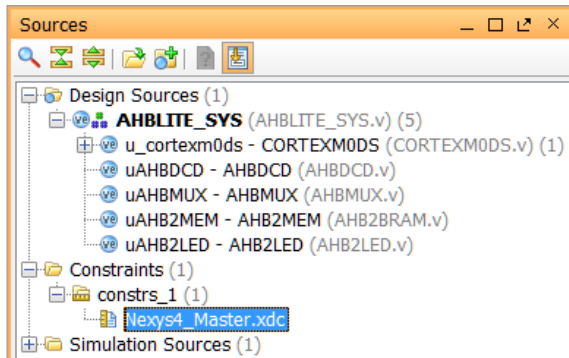 Sources
Design Sources (1)
AHBLITE_SYS (AHBLITE_SYS.v) (5)
u_cortexm0ds - CORTEXM0DS (CORTEXM0DS.v) (1)
uAHBDCD - AHBDCD (AHBDCD.v)
uAHBMUX - AHBMUX (AHBMUX.v)
uAHB2MEM - AHB2MEM (AHB2BRAM.v)
uAHB2LED - AHB2LED (AHB2LED.v)
Constraints (1)
constrs_1 (1)
Nexys4_Master.xdc
Simulation Sources (1)